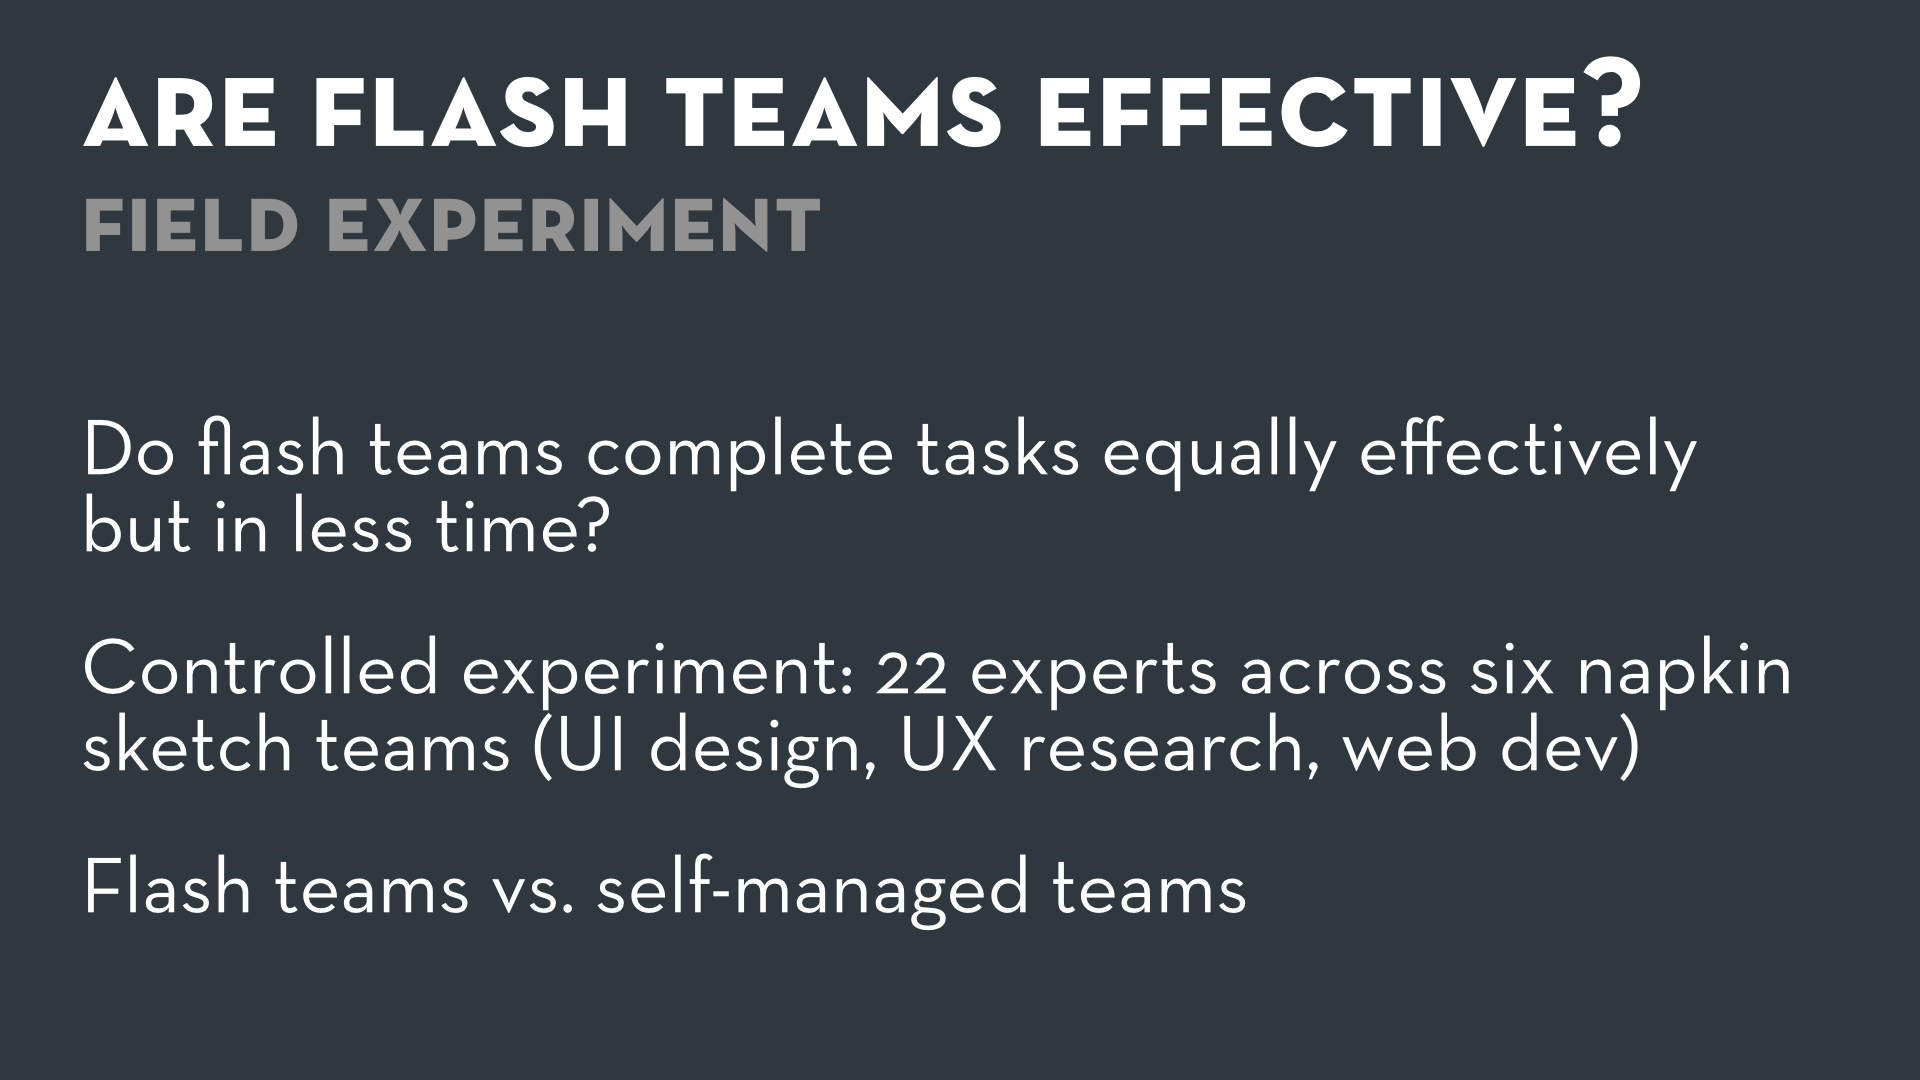 ARE FLASH TEAMS EFFECTIVE?
FIELD EXPERIMENT
Do flash teams complete tasks equally effectively
but in less time?
Controlled experiment: 22 experts across six napkin
sketch teams (UI design, UX research, web dev)
Flash teams vs. self-managed teams